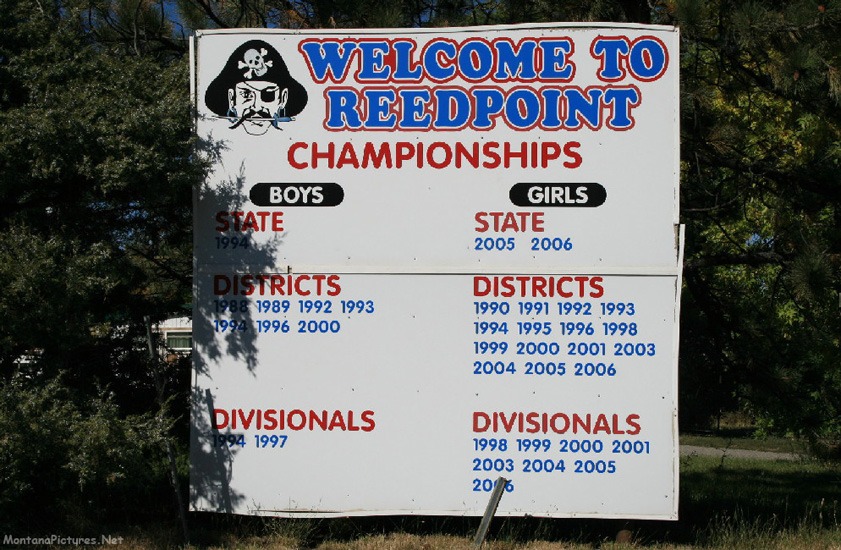 WELCOME TO
REEDPOINT
CHAMPIONSHIPS
BOYS
STATE
1994
DISTRICTS
1988 1989 1992 1993
1994 1996 2000
DIVISIONALS
1994 1997
GIRLS
STATE
2005 2006
DISTRICTS
1990 1991 1992 1993
1994 1995 1996 1998
1999 2000 2001 2003
2004 2005 2006
DIVISIONALS
1998 1999 2000 2001
2003 2004 2005
2006
MontanaPictures.Net